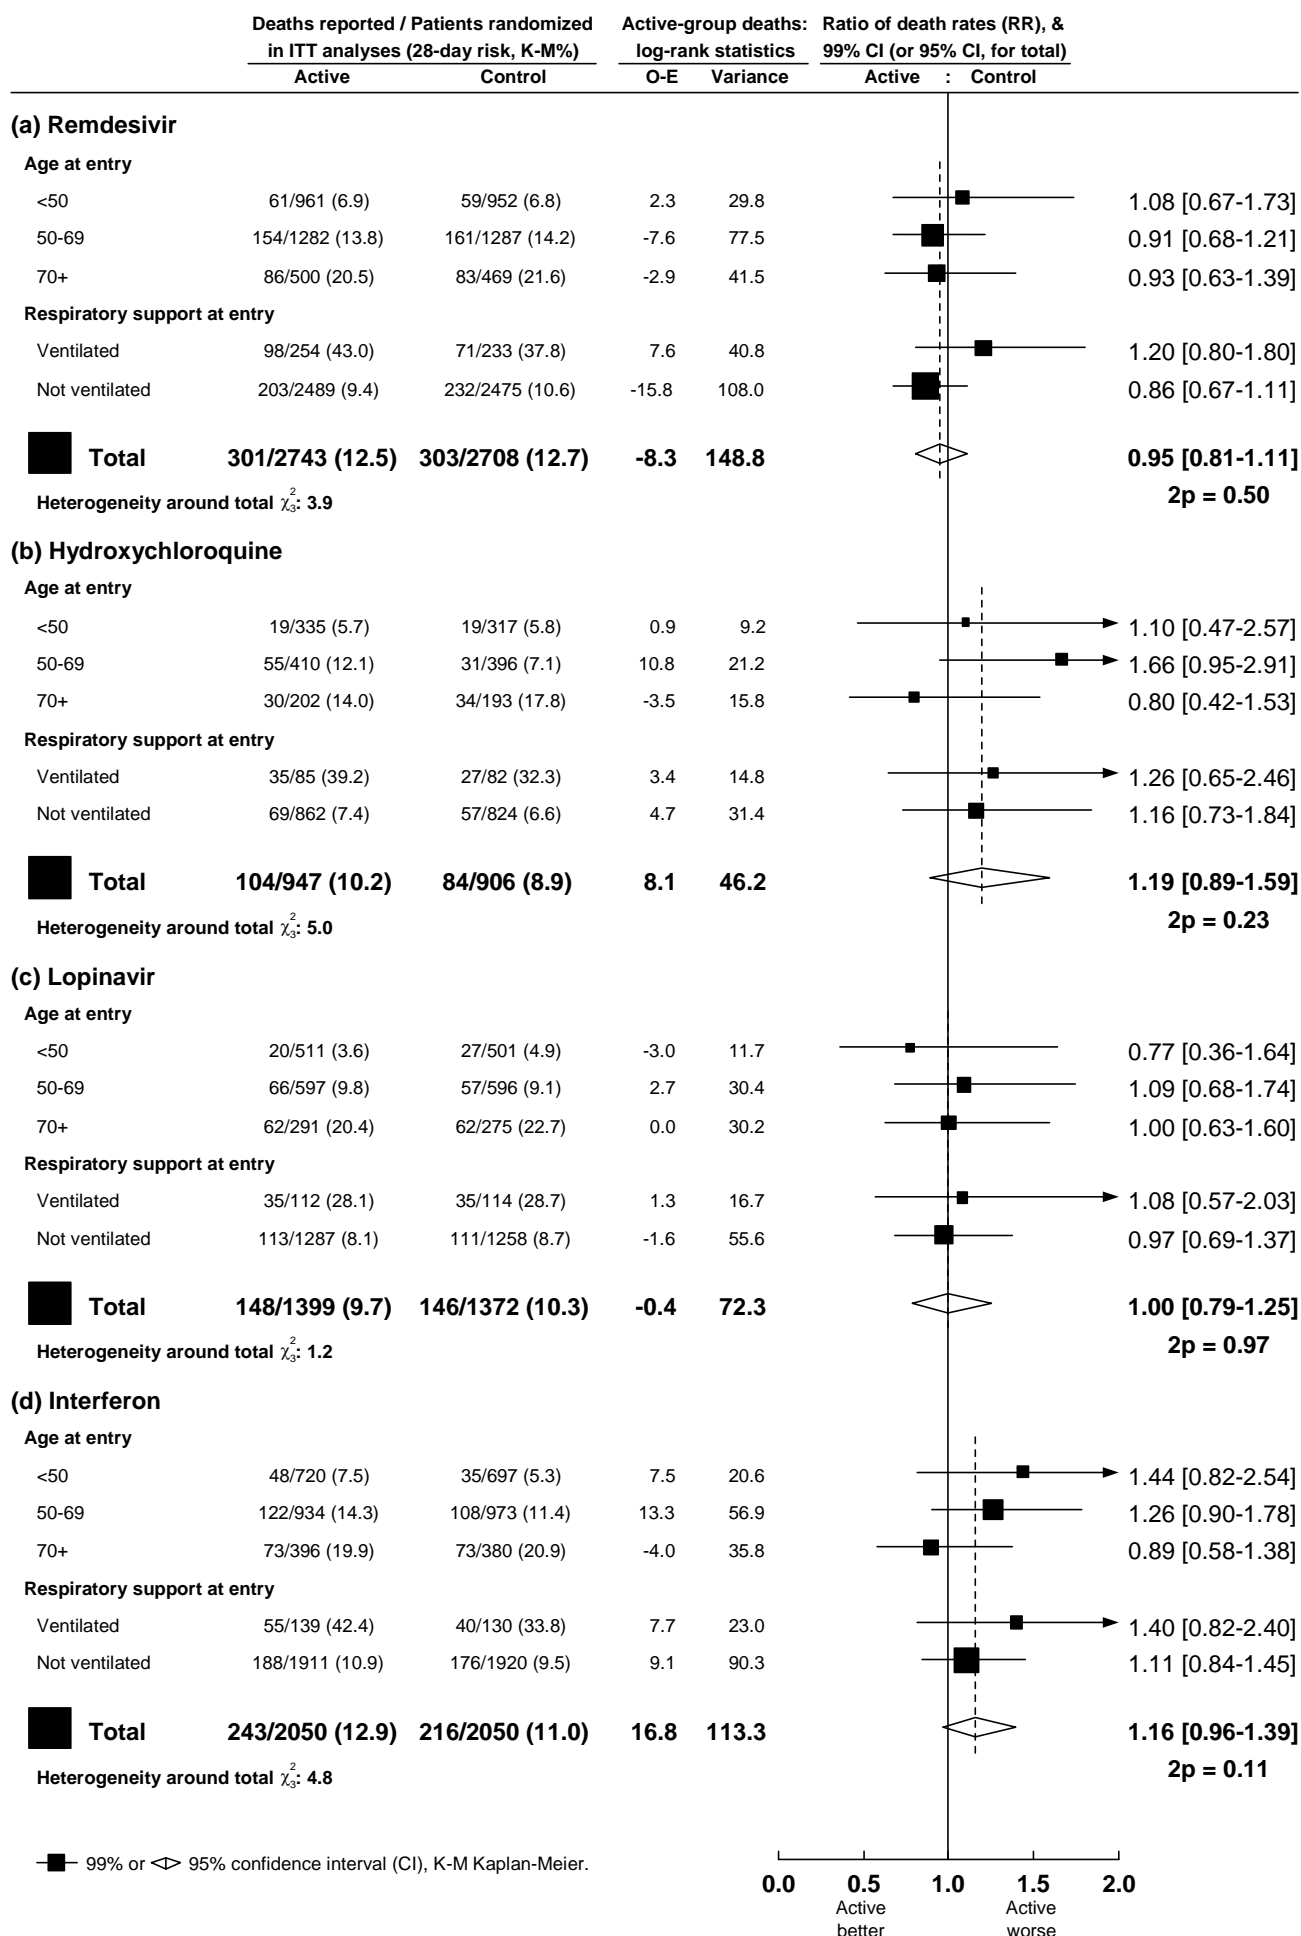 Deaths reported / Patients randomized Active-group deaths: Ratio of death rates (RR), &
in ITT analyses (28-day risk, K-M%) log-rank statistics 99% CI (or 95% CI, for total)
Active Control O-E Variance Active : Control
(a) Remdesivir
Age at entry
<50 61/961 (6.9) 59/952 (6.8) 2.3 29.8 1.08 [0.67-1.73]
50-69 154/1282 (13.8) 161/1287 (14.2) -7.6 77.5 0.91 [0.68-1.21]
70+ 86/500 (20.5) 83/469 (21.6) -2.9 41.5 0.93 [0.63-1.39]
Respiratory support at entry
Ventilated 98/254 (43.0) 71/233 (37.8) 7.6 40.8 1.20 [0.80-1.80]
Not ventilated 203/2489 (9.4) 232/2475 (10.6) -15.8 108.0 0.86 [0.67-1.11]
Total 301/2743 (12.5) 303/2708 (12.7) -8.3 148.8 0.95 [0.81-1.11]
Heterogeneity around total χ²₃: 3.9 2p = 0.50
(b) Hydroxychloroquine
Age at entry
<50 19/335 (5.7) 19/317 (5.8) 0.9 9.2 1.10 [0.47-2.57]
50-69 55/410 (12.1) 31/396 (7.1) 10.8 21.2 1.66 [0.95-2.91]
70+ 30/202 (14.0) 34/193 (17.8) -3.5 15.8 0.80 [0.42-1.53]
Respiratory support at entry
Ventilated 35/85 (39.2) 27/82 (32.3) 3.4 14.8 1.26 [0.65-2.46]
Not ventilated 69/862 (7.4) 57/824 (6.6) 4.7 31.4 1.16 [0.73-1.84]
Total 104/947 (10.2) 84/906 (8.9) 8.1 46.2 1.19 [0.89-1.59]
Heterogeneity around total χ²₃: 5.0 2p = 0.23
(c) Lopinavir
Age at entry
<50 20/511 (3.6) 27/501 (4.9) -3.0 11.7 0.77 [0.36-1.64]
50-69 66/597 (9.8) 57/596 (9.1) 2.7 30.4 1.09 [0.68-1.74]
70+ 62/291 (20.4) 62/275 (22.7) 0.0 30.2 1.00 [0.63-1.60]
Respiratory support at entry
Ventilated 35/112 (28.1) 35/114 (28.7) 1.3 16.7 1.08 [0.57-2.03]
Not ventilated 113/1287 (8.1) 111/1258 (8.7) -1.6 55.6 0.97 [0.69-1.37]
Total 148/1399 (9.7) 146/1372 (10.3) -0.4 72.3 1.00 [0.79-1.25]
Heterogeneity around total χ²₃: 1.2 2p = 0.97
(d) Interferon
Age at entry
<50 48/720 (7.5) 35/697 (5.3) 7.5 20.6 1.44 [0.82-2.54]
50-69 122/934 (14.3) 108/973 (11.4) 13.3 56.9 1.26 [0.90-1.78]
70+ 73/396 (19.9) 73/380 (20.9) -4.0 35.8 0.89 [0.58-1.38]
Respiratory support at entry
Ventilated 55/139 (42.4) 40/130 (33.8) 7.7 23.0 1.40 [0.82-2.40]
Not ventilated 188/1911 (10.9) 176/1920 (9.5) 9.1 90.3 1.11 [0.84-1.45]
Total 243/2050 (12.9) 216/2050 (11.0) 16.8 113.3 1.16 [0.96-1.39]
Heterogeneity around total χ²₃: 4.8 2p = 0.11
99% or 95% confidence interval (CI), K-M Kaplan-Meier.
0.0 0.5 1.0 1.5 2.0
Active Active
better worse